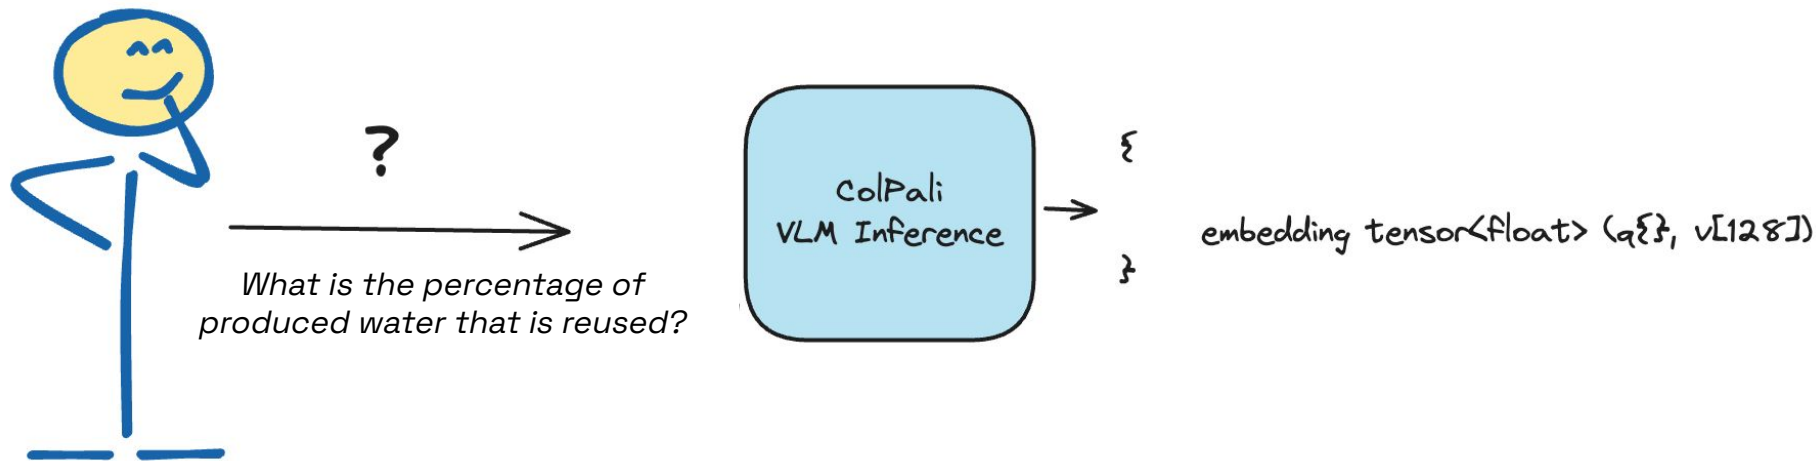 ?
What is the percentage of
produced water that is reused?
ColPali
VLM Inference
{
embedding tensor<float> (q{}, v[128])
}